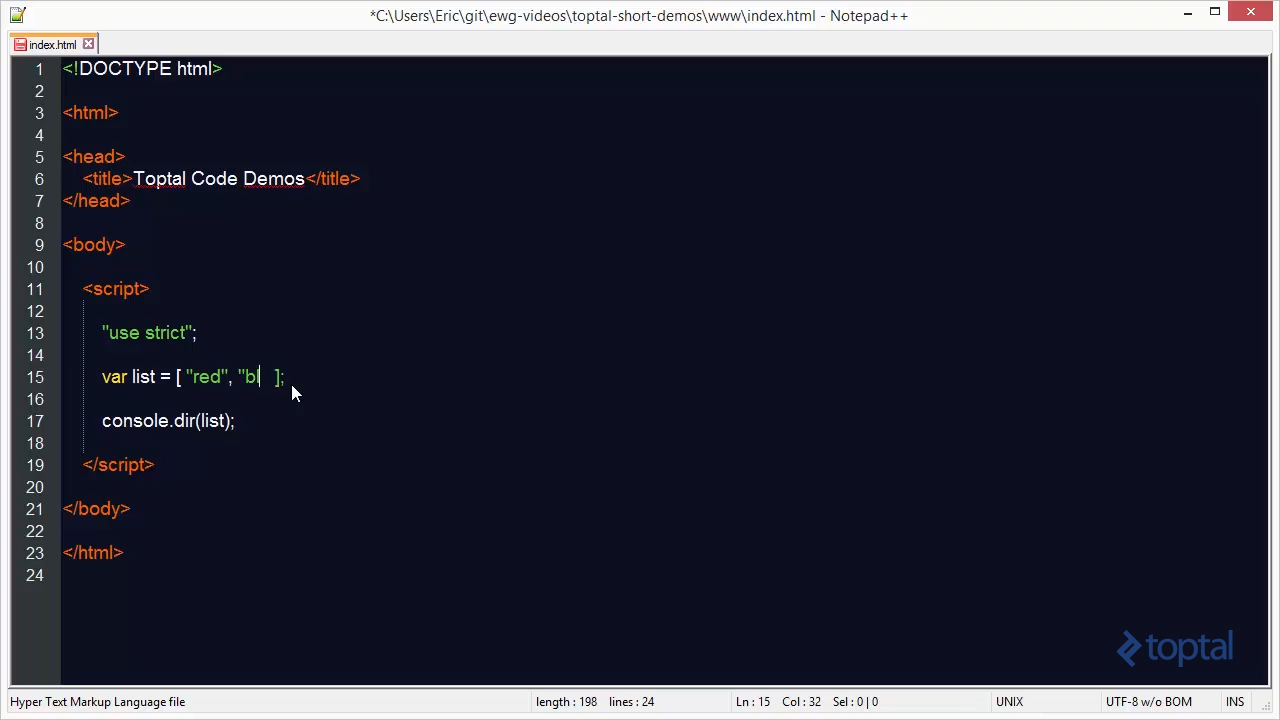 *C:\Users\Eric\git\ewg-videos\toptal-short-demos\www\index.html - Notepad++
index.html
1 <!DOCTYPE html>
2
3 <html>
4
5 <head>
6 <title>Toptal Code Demos</title>
7 </head>
8
9 <body>
10
11 <script>
12
13 "use strict";
14
15 var list = [ "red", "bl ];
16
17 console.dir(list);
18
19 </script>
20
21 </body>
22
23 </html>
24
toptal
Hyper Text Markup Language file length : 198 lines : 24 Ln : 15 Col : 32 Sel : 0 | 0 UNIX UTF-8 w/o BOM INS